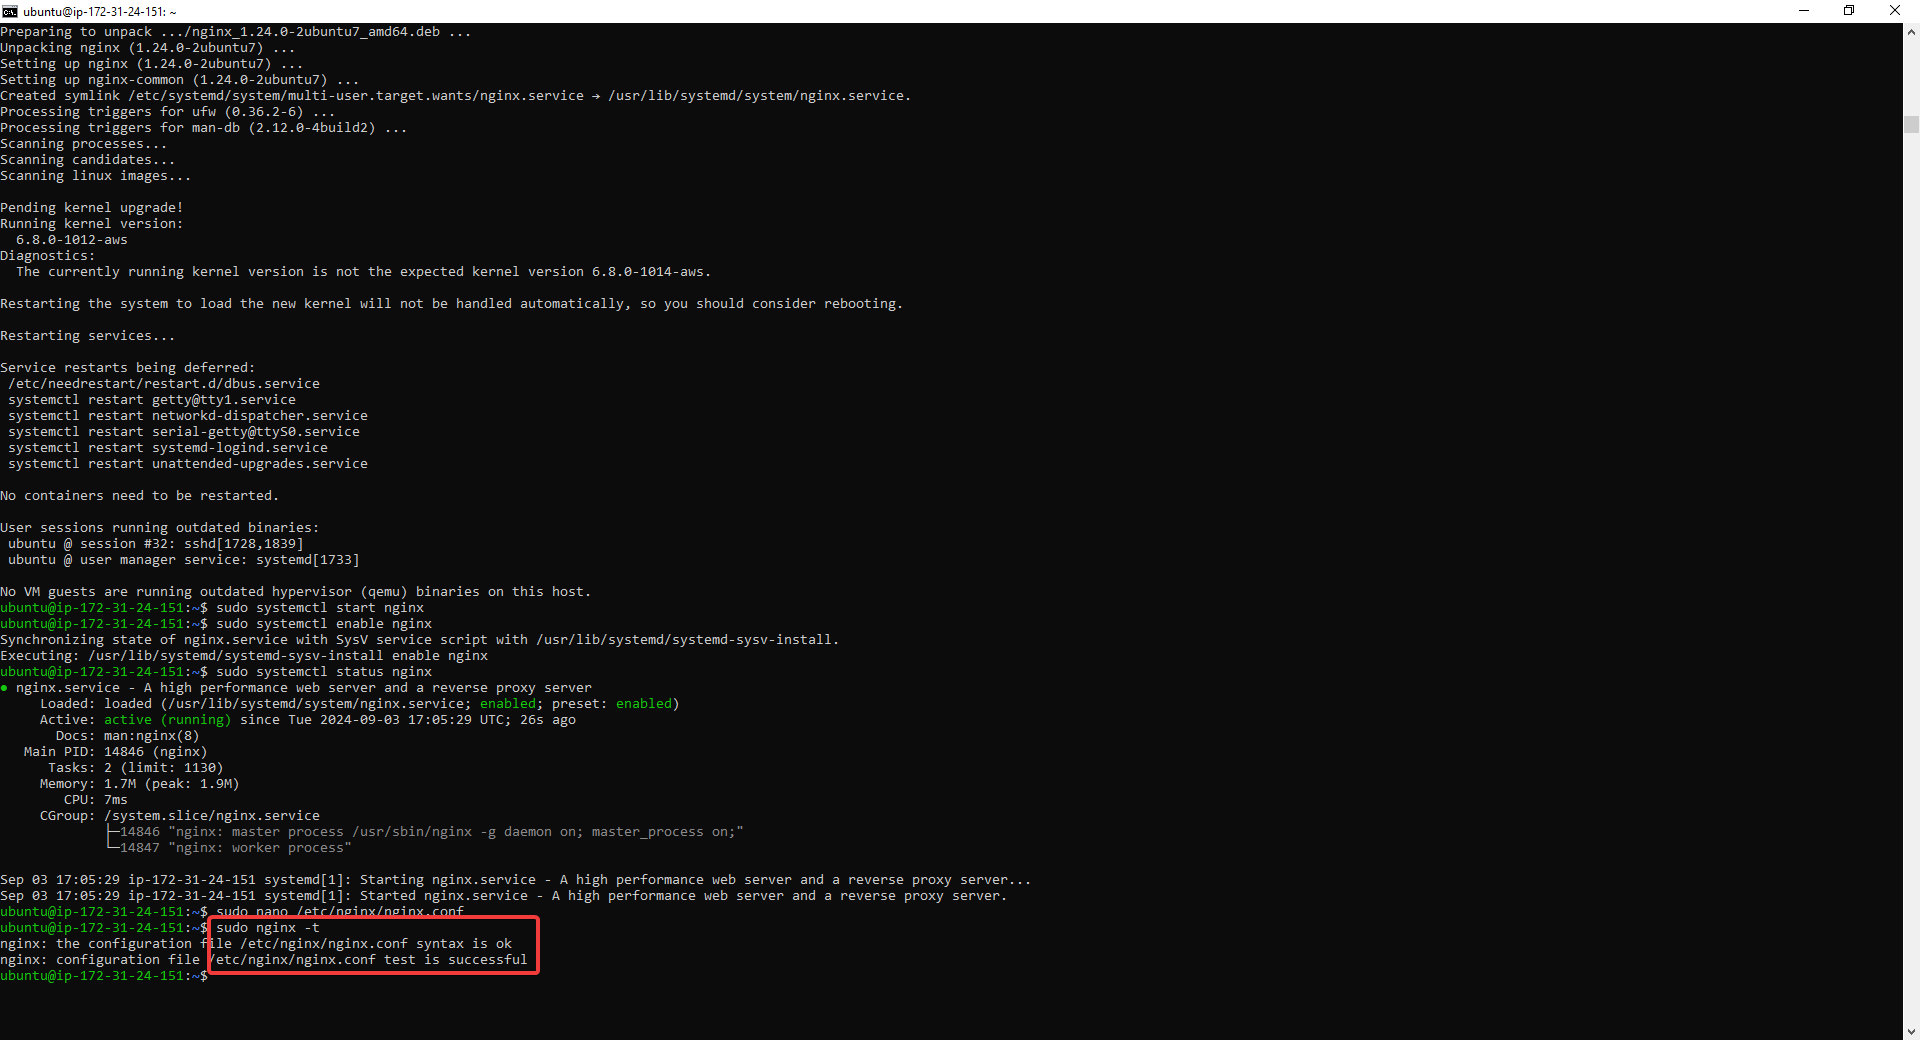 ubuntu@ip-172-31-24-151: ~
Preparing to unpack .../nginx_1.24.0-2ubuntu7_amd64.deb ...
Unpacking nginx (1.24.0-2ubuntu7) ...
Setting up nginx (1.24.0-2ubuntu7) ...
Setting up nginx-common (1.24.0-2ubuntu7) ...
Created symlink /etc/systemd/system/multi-user.target.wants/nginx.service → /usr/lib/systemd/system/nginx.service.
Processing triggers for ufw (0.36.2-6) ...
Processing triggers for man-db (2.12.0-4build2) ...
Scanning processes...
Scanning candidates...
Scanning linux images...
Pending kernel upgrade!
Running kernel version:
  6.8.0-1012-aws
Diagnostics:
  The currently running kernel version is not the expected kernel version 6.8.0-1014-aws.
Restarting the system to load the new kernel will not be handled automatically, so you should consider rebooting.
Restarting services...
Service restarts being deferred:
 /etc/needrestart/restart.d/dbus.service
 systemctl restart getty@tty1.service
 systemctl restart networkd-dispatcher.service
 systemctl restart serial-getty@ttyS0.service
 systemctl restart systemd-logind.service
 systemctl restart unattended-upgrades.service
No containers need to be restarted.
User sessions running outdated binaries:
 ubuntu @ session #32: sshd[1728,1839]
 ubuntu @ user manager service: systemd[1733]
No VM guests are running outdated hypervisor (qemu) binaries on this host.
ubuntu@ip-172-31-24-151:~$ sudo systemctl start nginx
ubuntu@ip-172-31-24-151:~$ sudo systemctl enable nginx
Synchronizing state of nginx.service with SysV service script with /usr/lib/systemd/systemd-sysv-install.
Executing: /usr/lib/systemd/systemd-sysv-install enable nginx
ubuntu@ip-172-31-24-151:~$ sudo systemctl status nginx
● nginx.service - A high performance web server and a reverse proxy server
     Loaded: loaded (/usr/lib/systemd/system/nginx.service; enabled; preset: enabled)
     Active: active (running) since Tue 2024-09-03 17:05:29 UTC; 26s ago
       Docs: man:nginx(8)
   Main PID: 14846 (nginx)
      Tasks: 2 (limit: 1130)
     Memory: 1.7M (peak: 1.9M)
        CPU: 7ms
     CGroup: /system.slice/nginx.service
             ├─14846 "nginx: master process /usr/sbin/nginx -g daemon on; master_process on;"
             └─14847 "nginx: worker process"
Sep 03 17:05:29 ip-172-31-24-151 systemd[1]: Starting nginx.service - A high performance web server and a reverse proxy server...
Sep 03 17:05:29 ip-172-31-24-151 systemd[1]: Started nginx.service - A high performance web server and a reverse proxy server.
ubuntu@ip-172-31-24-151:~$ sudo nano /etc/nginx/nginx.conf
ubuntu@ip-172-31-24-151:~$ sudo nginx -t
nginx: the configuration file /etc/nginx/nginx.conf syntax is ok
nginx: configuration file /etc/nginx/nginx.conf test is successful
ubuntu@ip-172-31-24-151:~$